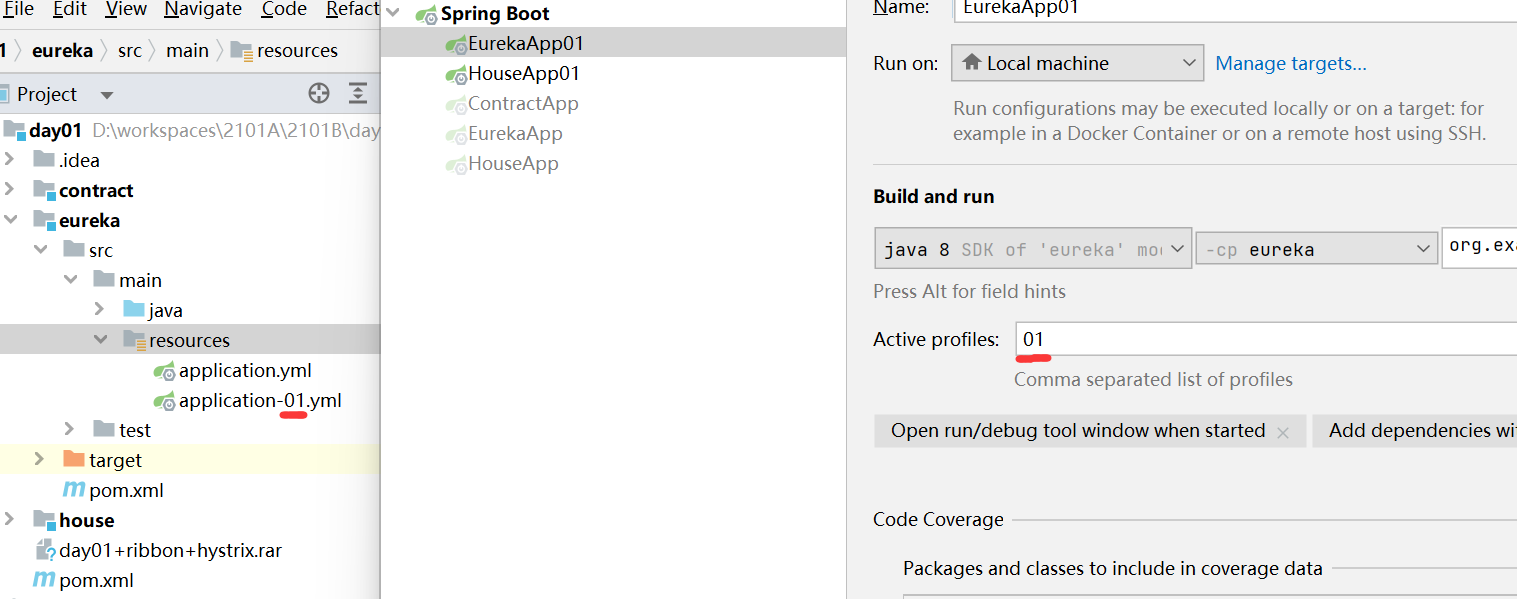 File Edit View Navigate Code Refact
1 eureka src main resources
Project
day01 D:\workspaces\2101A\2101B\day
.idea
contract
eureka
src
main
java
resources
application.yml
application-01.yml
test
target
pom.xml
house
day01+ribbon+hystrix.rar
pom.xml
Spring Boot
EurekaApp01
HouseApp01
ContractApp
EurekaApp
HouseApp
Name: EurekaApp01
Run on: Local machine Manage targets...
Run configurations may be executed locally or on a target: for
example in a Docker Container or on a remote host using SSH.
Build and run
java 8 SDK of 'eureka' mo -cp eureka org.exa
Press Alt for field hints
Active profiles: 01
Comma separated list of profiles
Open run/debug tool window when started Add dependencies wi
Code Coverage
Packages and classes to include in coverage data